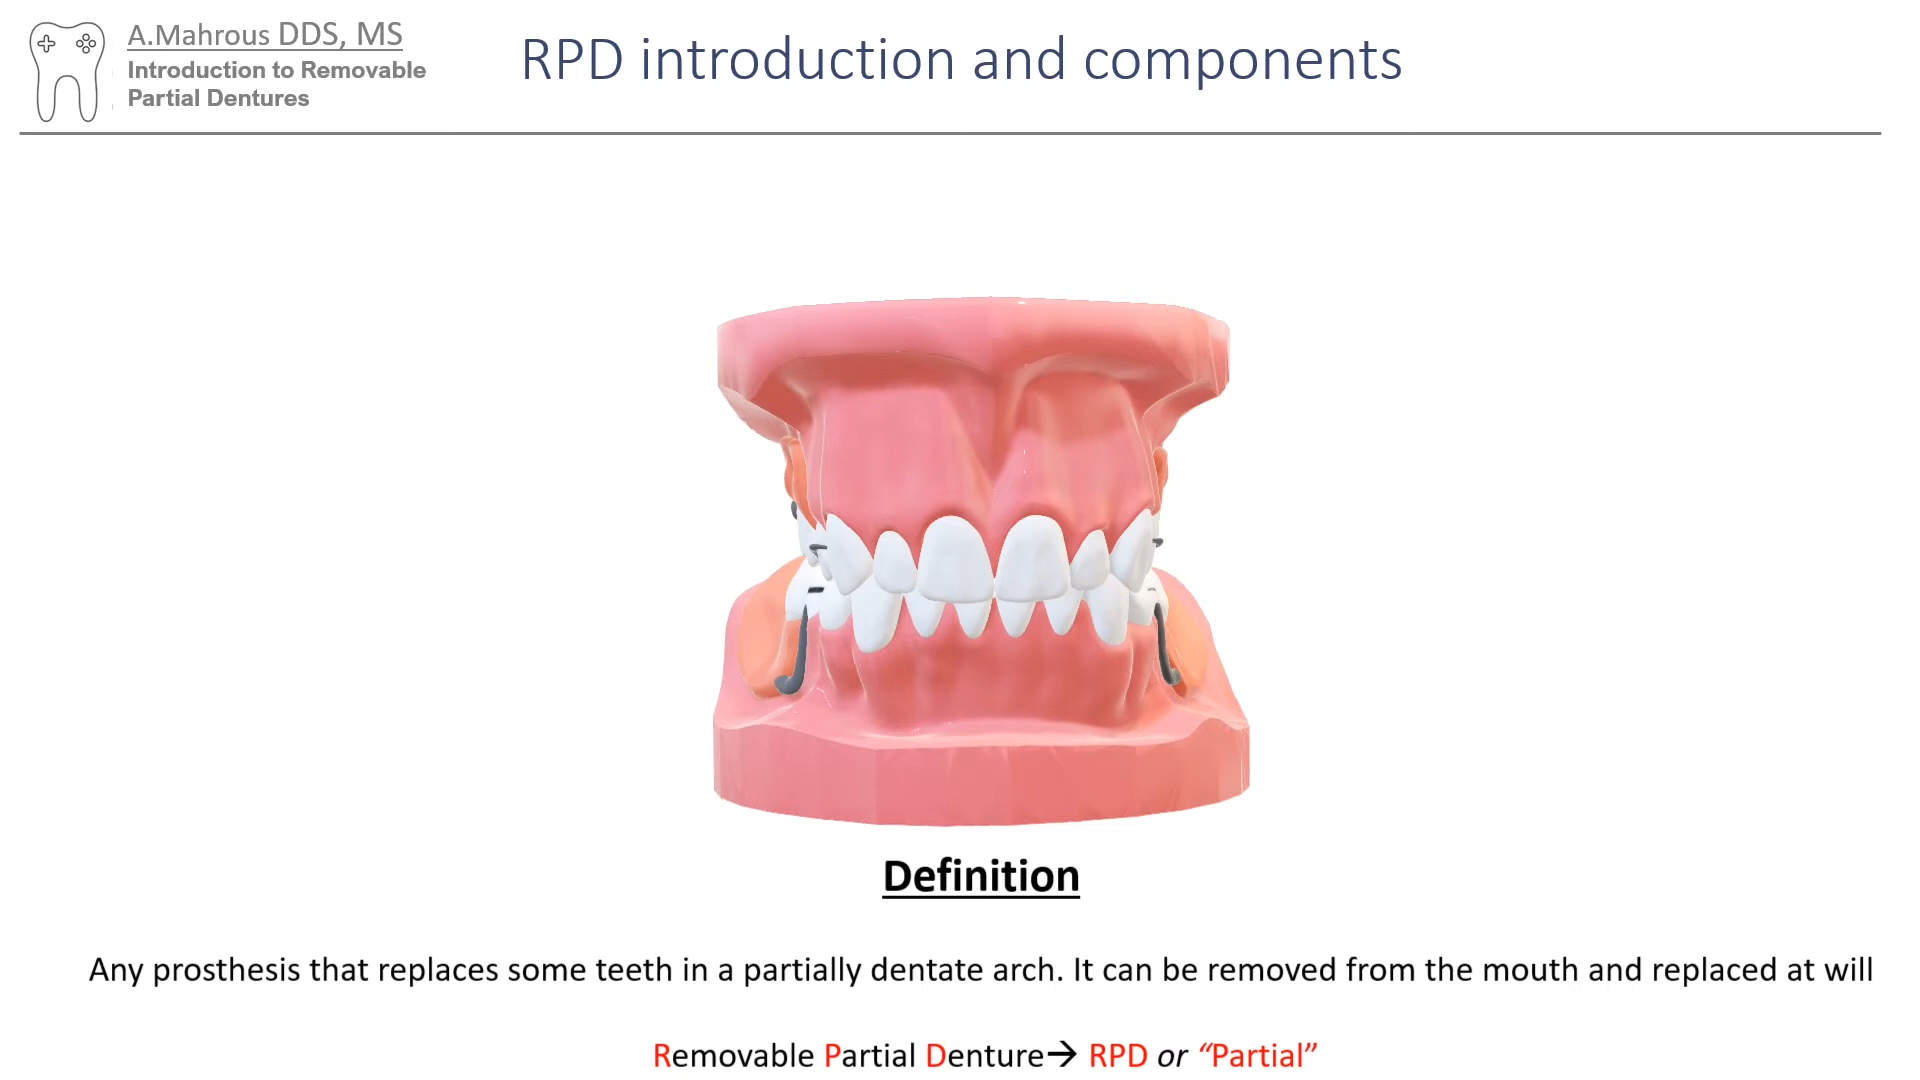 A.Mahrous DDS, MS
Introduction to Removable
Partial Dentures
RPD introduction and components
Definition
Any prosthesis that replaces some teeth in a partially dentate arch. It can be removed from the mouth and replaced at will
Removable Partial Denture→ RPD or “Partial”